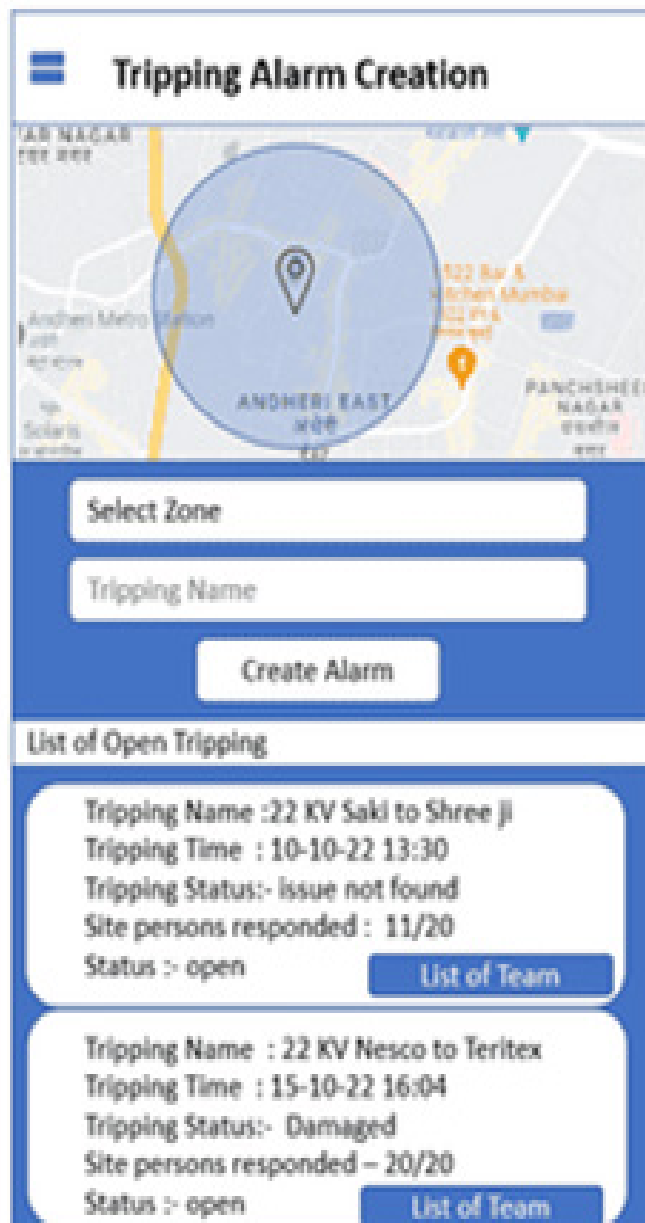 Tripping Alarm Creation
AR NAGAR
Andheri Metro Station
Solaris
ANDHERI EAST
अंधेरी
ईस्ट
Kitchen Mumbai
PANCHSHEEL
NAGAR
पंचशील
नगर
Select Zone
Tripping Name
Create Alarm
List of Open Tripping
Tripping Name :22 KV Saki to Shree ji
Tripping Time : 10-10-22 13:30
Tripping Status:- issue not found
Site persons responded : 11/20
Status :- open
List of Team
Tripping Name : 22 KV Nesco to Teritex
Tripping Time : 15-10-22 16:04
Tripping Status:- Damaged
Site persons responded – 20/20
Status :- open
List of Team